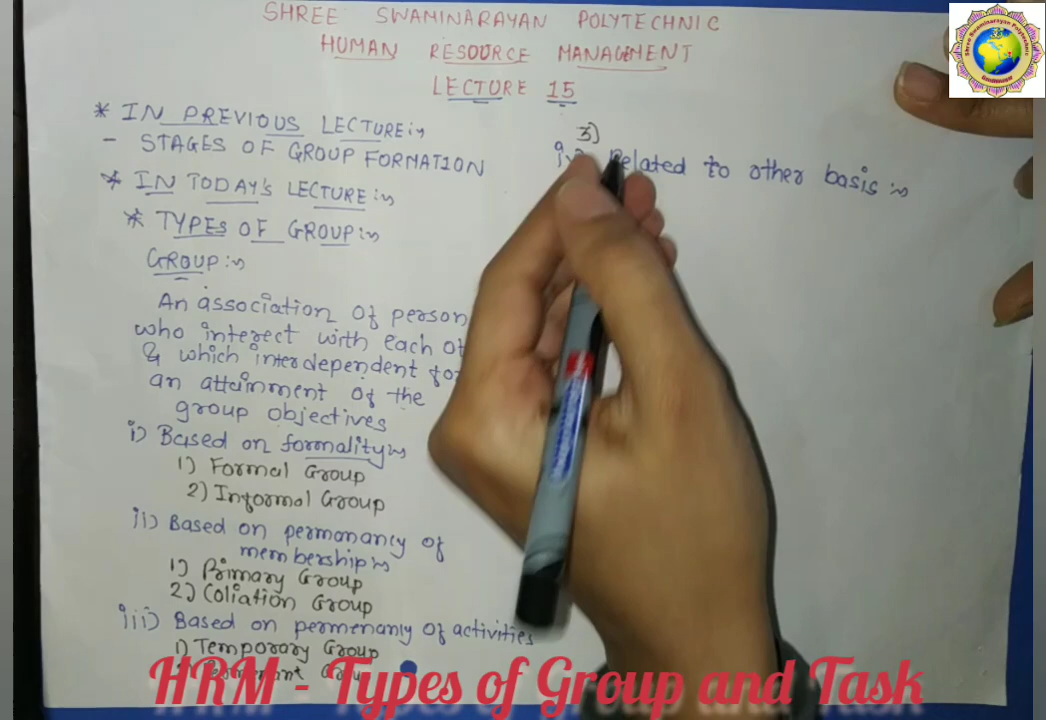 SHREE SWAMINARAYAN POLYTECHNIC
HUMAN RESOURCE MANAGEMENT
LECTURE 15
* IN PREVIOUS LECTURE:~
- STAGES OF GROUP FORMATION
* IN TODAY'S LECTURE:~
* TYPES OF GROUP:~
GROUP:~
An association of person
who interect with each
& which interdependent
an attainment of the
group objectives
i) Based on formality:~
1) Formal Group
2) Informal Group
ii) Based on permonancy of
membership:~
1) Primary Group
2) Coliation Group
iii) Based on permenancy of activities
1) Temporary Group
3)
related to other basis:~
HRM - Types of Group and Task
Shree Swaminarayan Polytechnic